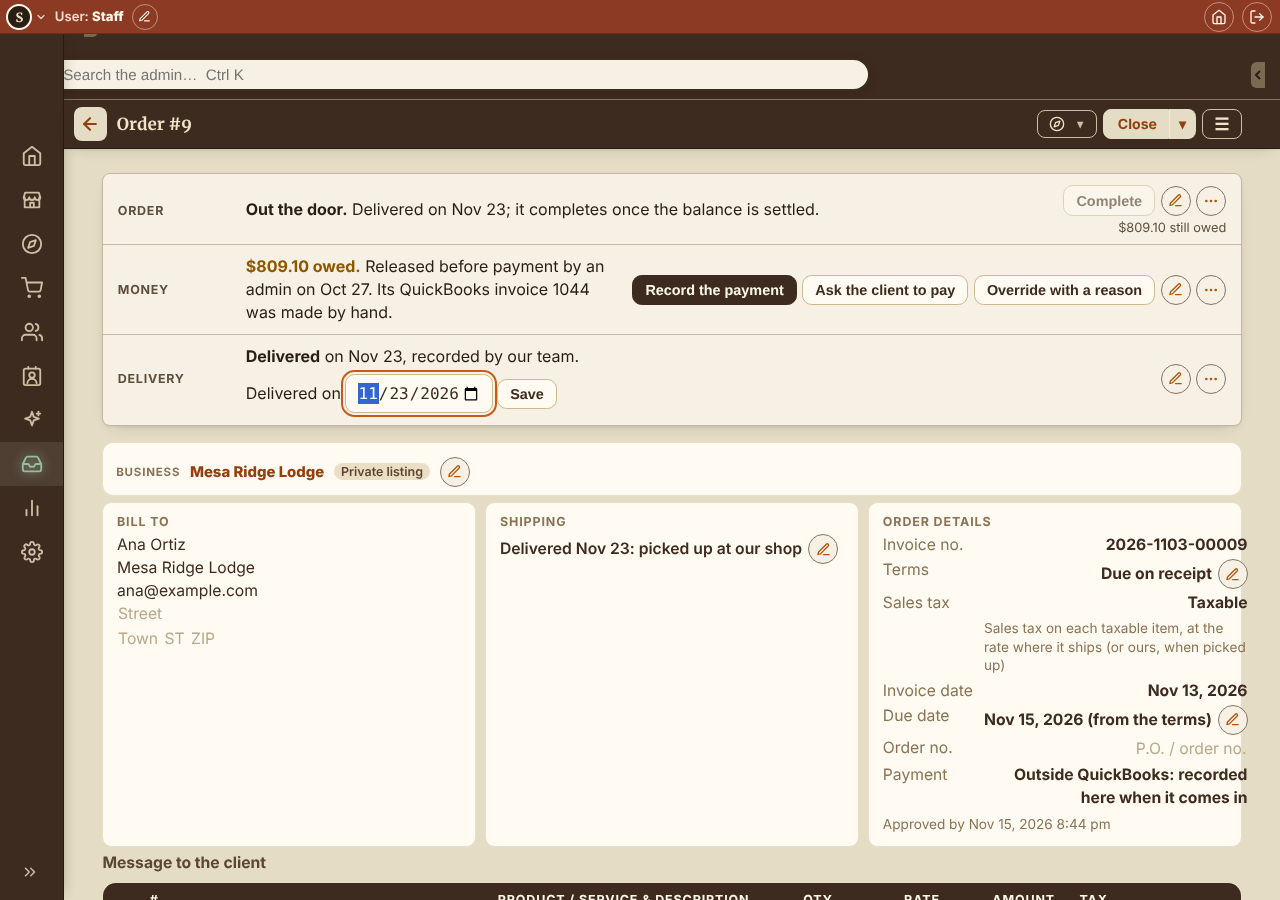 S
User: Staff
Search the admin… Ctrl K
Order #9
▼
Close
▼
ORDER
Out the door. Delivered on Nov 23; it completes once the balance is settled.
Complete
$809.10 still owed
MONEY
$809.10 owed. Released before payment by an
admin on Oct 27. Its QuickBooks invoice 1044
was made by hand.
Record the payment
Ask the client to pay
Override with a reason
DELIVERY
Delivered on Nov 23, recorded by our team.
Delivered on 11/23/2026 Save
BUSINESS Mesa Ridge Lodge Private listing
BILL TO
Ana Ortiz
Mesa Ridge Lodge
ana@example.com
Street
Town ST ZIP
SHIPPING
Delivered Nov 23: picked up at our shop
ORDER DETAILS
Invoice no. 2026-1103-00009
Terms Due on receipt
Sales tax Taxable
Sales tax on each taxable item, at the
rate where it ships (or ours, when picked
up)
Invoice date Nov 13, 2026
Due date Nov 15, 2026 (from the terms)
Order no. P.O. / order no.
Payment Outside QuickBooks: recorded
here when it comes in
Approved by Nov 15, 2026 8:44 pm
Message to the client
# PRODUCT / SERVICE & DESCRIPTION QTY RATE AMOUNT TAX